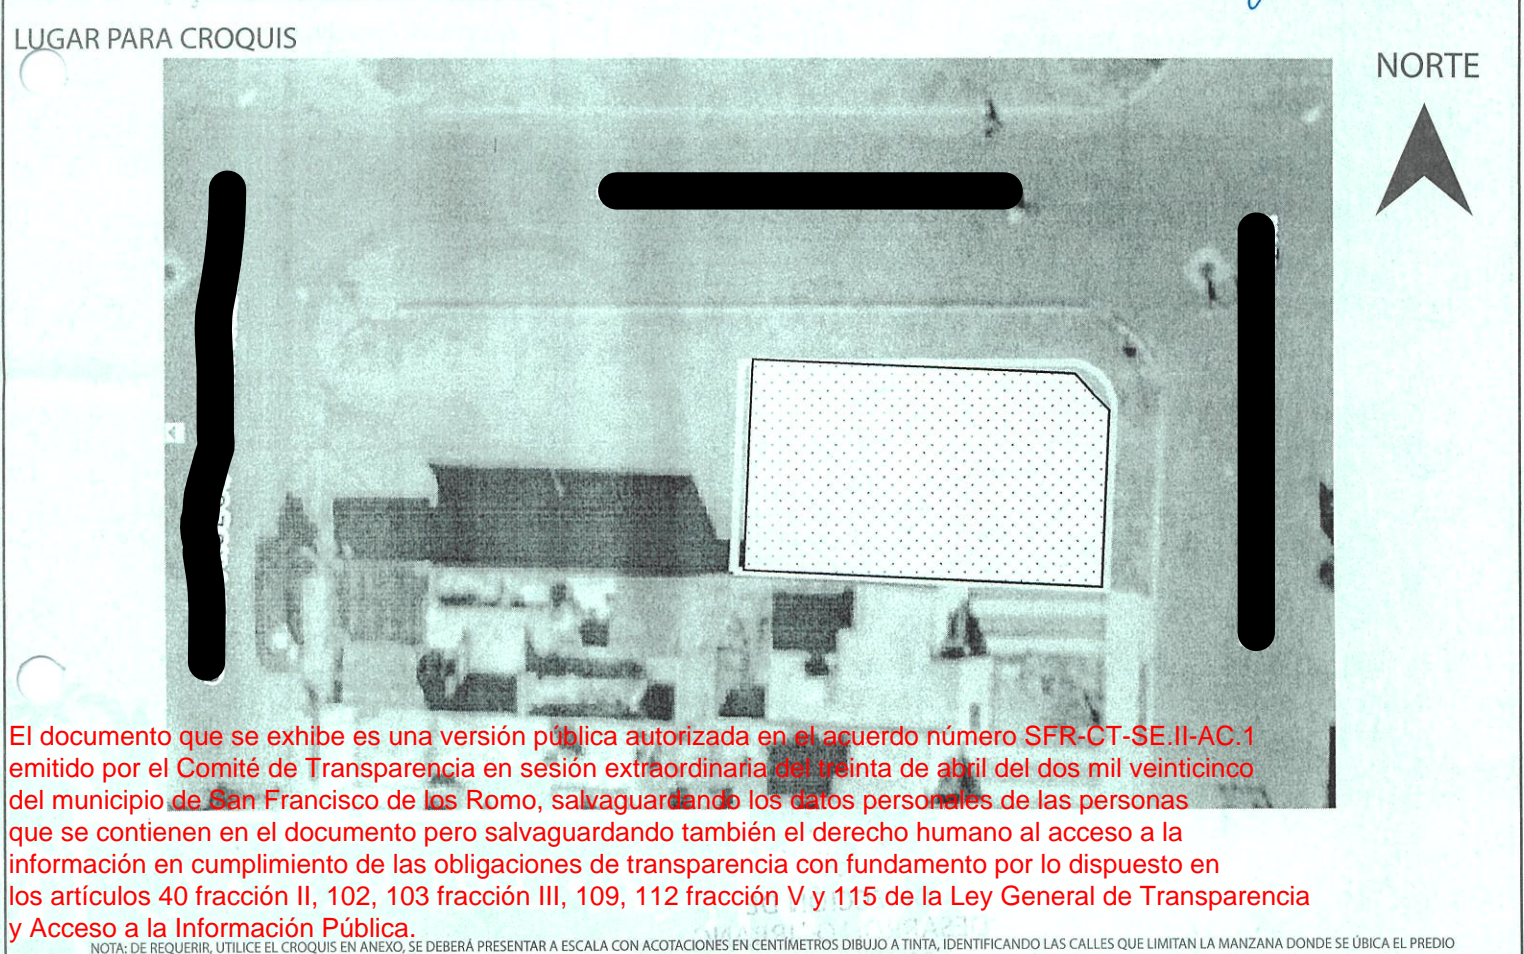 LUGAR PARA CROQUIS
NORTE
El documento que se exhibe es una versión pública autorizada en el acuerdo número SFR-CT-SE.II-AC.1
emitido por el Comité de Transparencia en sesión extraordinaria del treinta de abril del dos mil veinticinco
del municipio de San Francisco de los Romo, salvaguardando los datos personales de las personas
que se contienen en el documento pero salvaguardando también el derecho humano al acceso a la
información en cumplimiento de las obligaciones de transparencia con fundamento por lo dispuesto en
los artículos 40 fracción II, 102, 103 fracción III, 109, 112 fracción V y 115 de la Ley General de Transparencia
y Acceso a la Información Pública.
NOTA: DE REQUERIR, UTILICE EL CROQUIS EN ANEXO, SE DEBERÁ PRESENTAR A ESCALA CON ACOTACIONES EN CENTÍMETROS DIBUJO A TINTA, IDENTIFICANDO LAS CALLES QUE LIMITAN LA MANZANA DONDE SE ÚBICA EL PREDIO